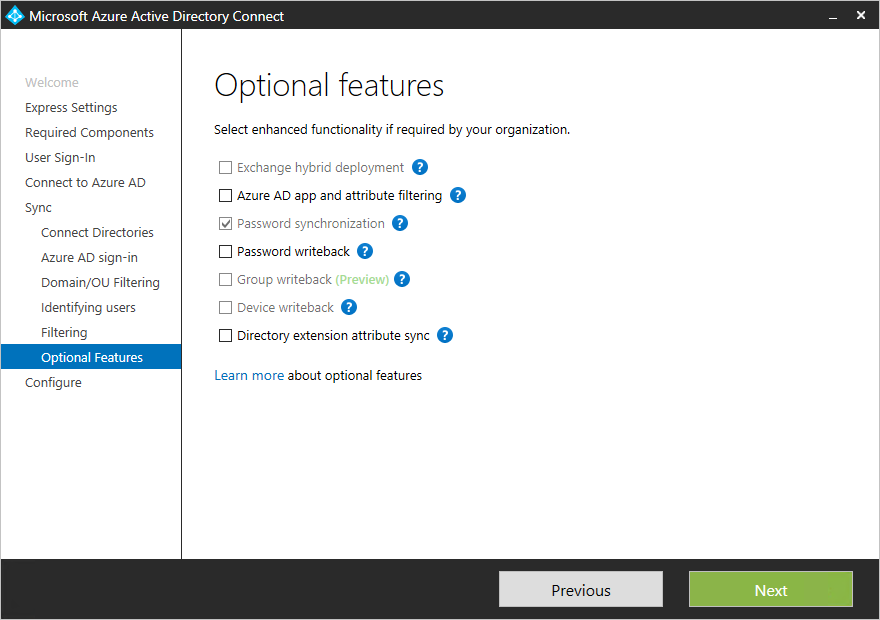 Microsoft Azure Active Directory Connect
Welcome
Express Settings
Required Components
User Sign-In
Connect to Azure AD
Sync
Connect Directories
Azure AD sign-in
Domain/OU Filtering
Identifying users
Filtering
Optional Features
Configure
Optional features
Select enhanced functionality if required by your organization.
Exchange hybrid deployment ?
Azure AD app and attribute filtering ?
Password synchronization ?
Password writeback ?
Group writeback (Preview) ?
Device writeback ?
Directory extension attribute sync ?
Learn more about optional features
Previous
Next